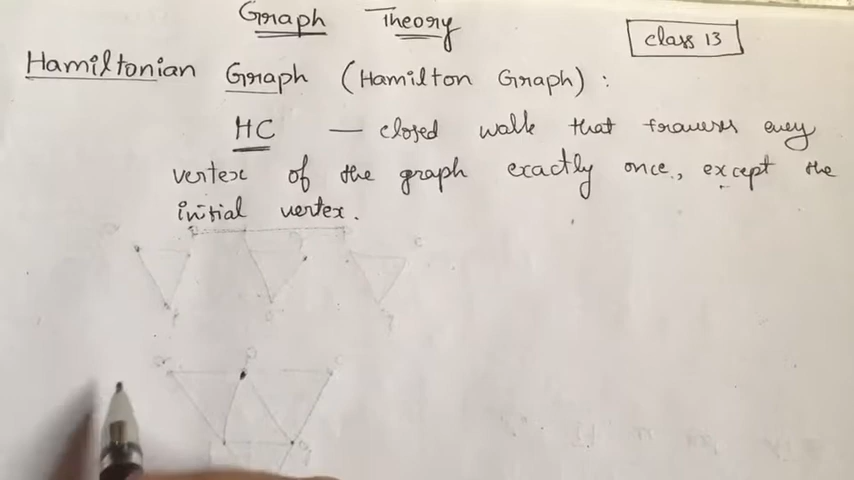 Graph Theory
class 13
Hamiltonian Graph (Hamilton Graph) :
HC — closed walk that travers every
vertex of the graph exactly once, except the
initial vertex.